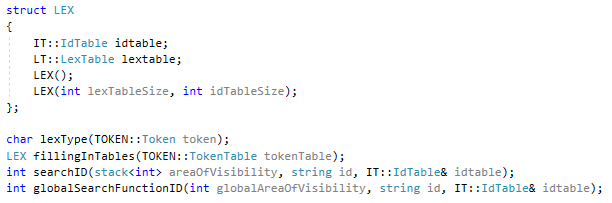 struct LEX
{
IT::IdTable idtable;
LT::LexTable lextable;
LEX();
LEX(int lexTableSize, int idTableSize);
};
char lexType(TOKEN::Token token);
LEX fillingInTables(TOKEN::TokenTable tokenTable);
int searchID(stack<int> areaOfVisibility, string id, IT::IdTable& idtable);
int globalSearchFunctionID(int globalAreaOfVisibility, string id, IT::IdTable& idtable);